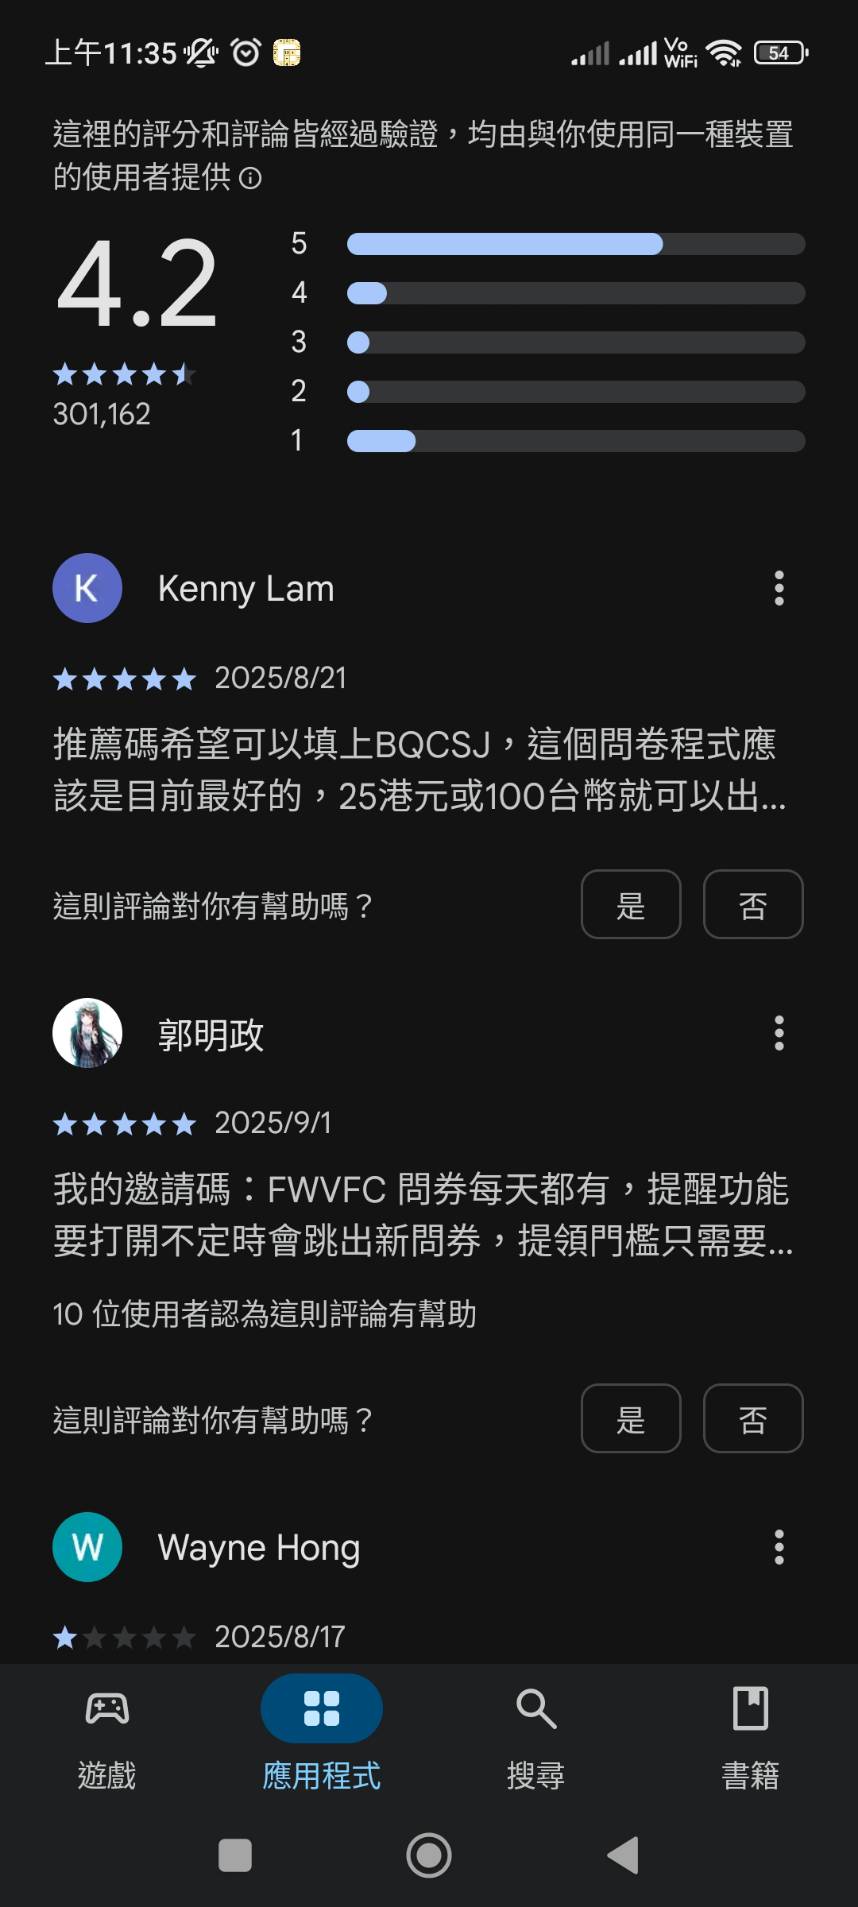 上午11:35
Vo
WiFi
54
這裡的評分和評論皆經過驗證，均由與你使用同一種裝置
的使用者提供
4.2
301,162
5
4
3
2
1
K
Kenny Lam
2025/8/21
推薦碼希望可以填上BQCSJ，這個問卷程式應
該是目前最好的，25港元或100台幣就可以出...
這則評論對你有幫助嗎？
是
否
郭明政
2025/9/1
我的邀請碼：FWVFC 問券每天都有，提醒功能
要打開不定時會跳出新問券，提領門檻只需要...
10 位使用者認為這則評論有幫助
這則評論對你有幫助嗎？
是
否
W
Wayne Hong
2025/8/17
遊戲
應用程式
搜尋
書籍